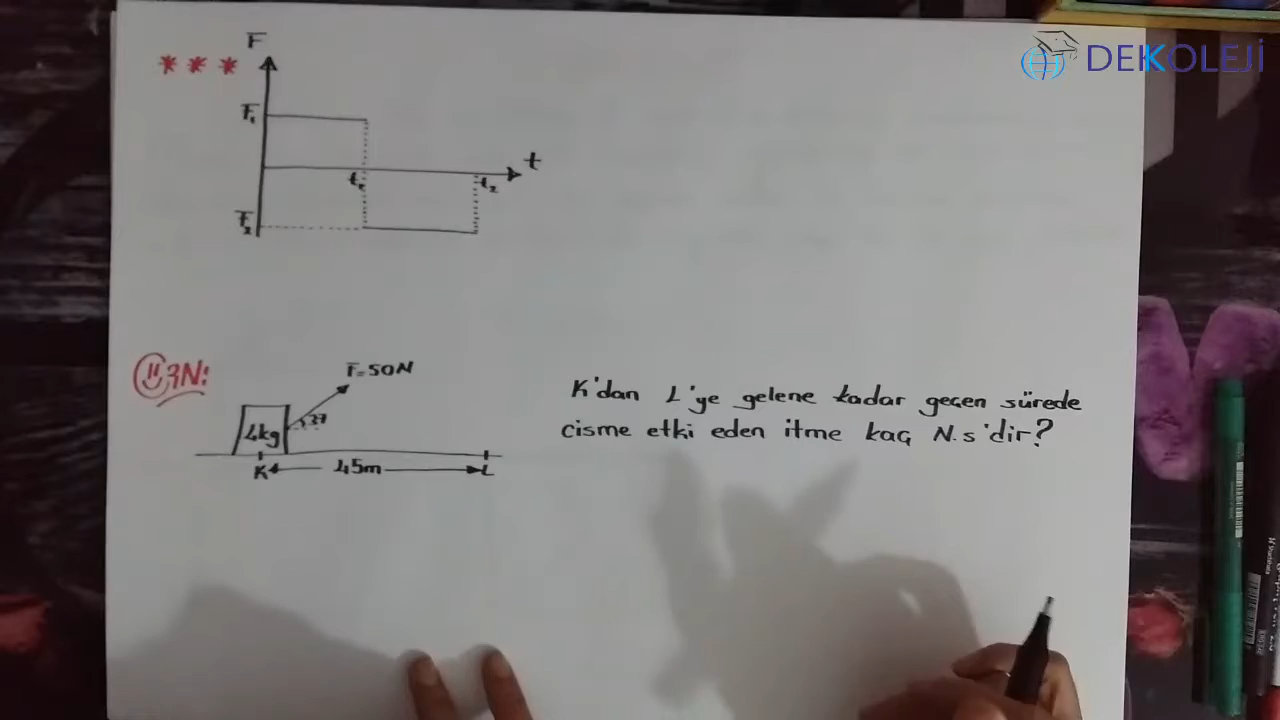 DEKKOLEJİ
***
F
F₁
t
t₁
t₂
F₂
ÖRN:
F=50N
37
4kg
K 45m L
K'dan L'ye gelene kadar geçen sürede
cisme etki eden itme kaç N.s'dir?